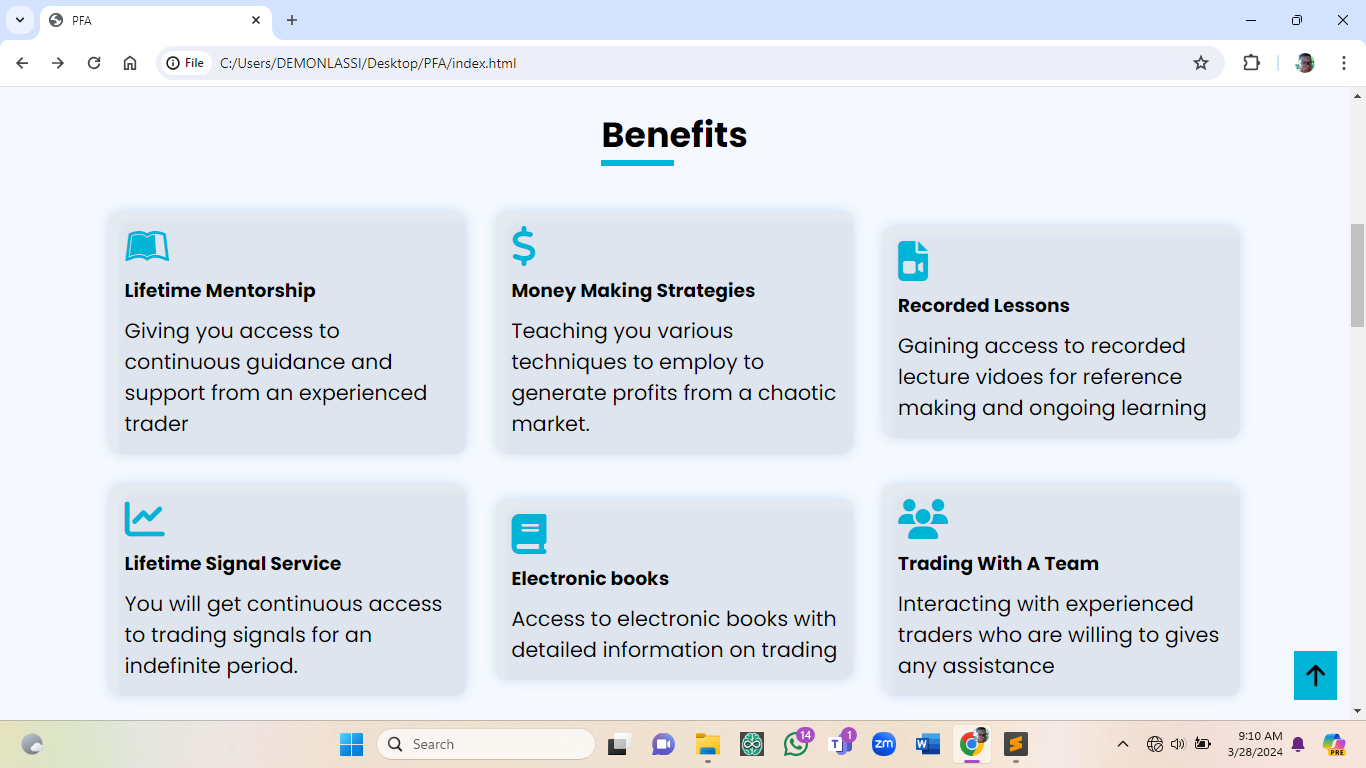 PFA
File
C:/Users/DEMONLASSI/Desktop/PFA/index.html
Benefits
Lifetime Mentorship
Giving you access to
continuous guidance and
support from an experienced
trader
$
Money Making Strategies
Teaching you various
techniques to employ to
generate profits from a chaotic
market.
Recorded Lessons
Gaining access to recorded
lecture vidoes for reference
making and ongoing learning
Lifetime Signal Service
You will get continuous access
to trading signals for an
indefinite period.
Electronic books
Access to electronic books with
detailed information on trading
Trading With A Team
Interacting with experienced
traders who are willing to gives
any assistance
Search
14
1
zm
W
S
9:10 AM
3/28/2024
PRE